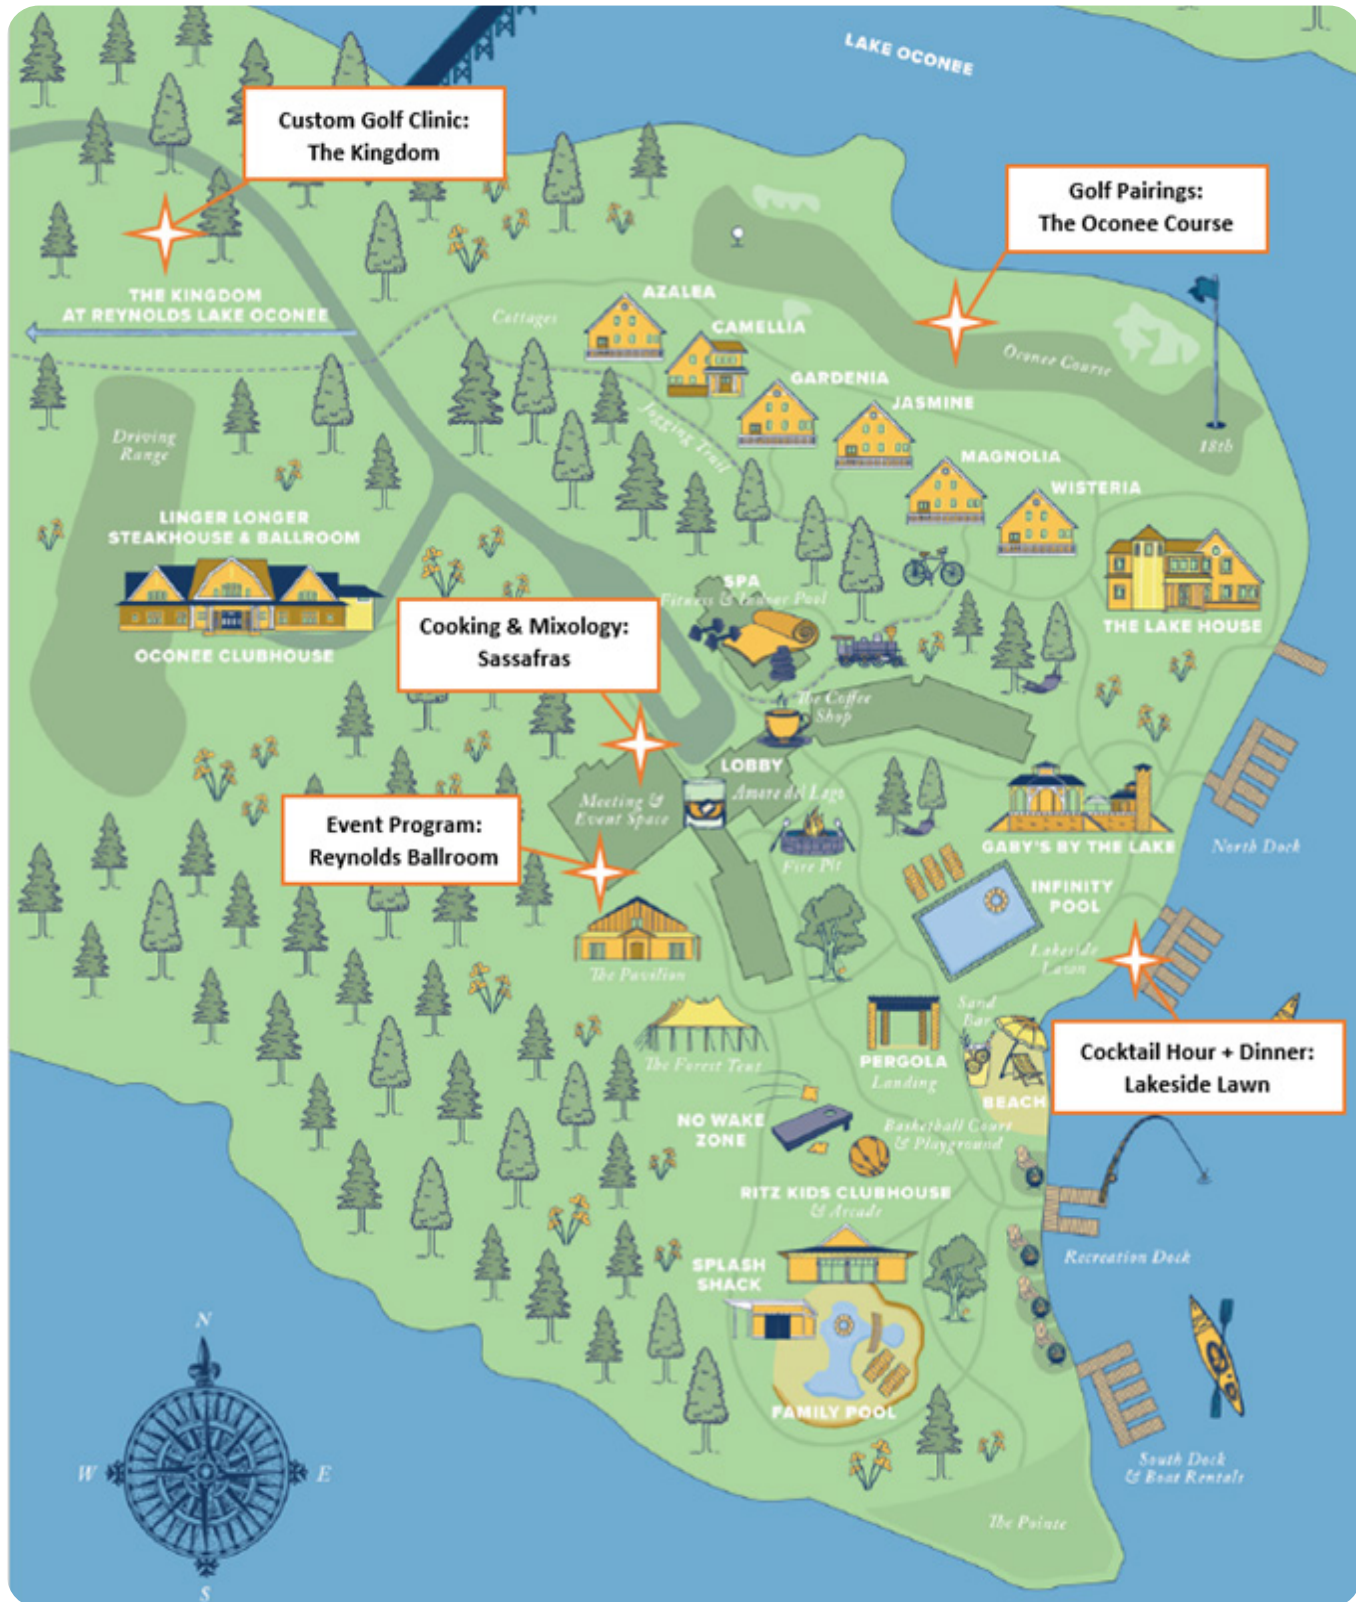 LAKE OCONEE
Custom Golf Clinic:
The Kingdom
Golf Pairings:
The Oconee Course
THE KINGDOM
AT REYNOLDS LAKE OCONEE
AZALEA
Cottages
CAMELLIA
GARDENIA
Oconee Course
JASMINE
Jogging Trail
18th
Driving
Range
MAGNOLIA
WISTERIA
LINGER LONGER
STEAKHOUSE & BALLROOM
OCONEE CLUBHOUSE
SPA
Fitness & Indoor Pool
THE LAKE HOUSE
Cooking & Mixology:
Sassafras
The Coffee
Shop
LOBBY
Amore del Lago
Meeting &
Event Space
Event Program:
Reynolds Ballroom
Fire Pit
GABY'S BY THE LAKE
North Dock
INFINITY
POOL
Lakeside
Lawn
The Pavilion
Sand
Bar
The Forest Tent
PERGOLA
Landing
Cocktail Hour + Dinner:
Lakeside Lawn
BEACH
NO WAKE
ZONE
Basketball Court
& Playground
RITZ KIDS CLUBHOUSE
& Arcade
Recreation Dock
SPLASH
SHACK
FAMILY POOL
South Dock
& Boat Rentals
The Pointe
N
W
E
S